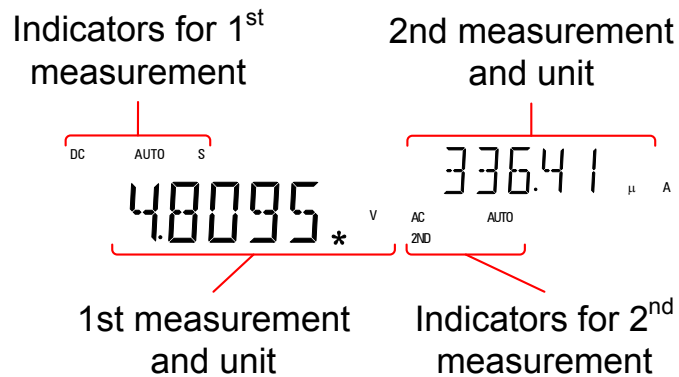 Indicators for 1st
measurement
2nd measurement
and unit
DC AUTO S
4.8095* V
336.41 μ A
AC AUTO
2ND
1st measurement
and unit
Indicators for 2nd
measurement